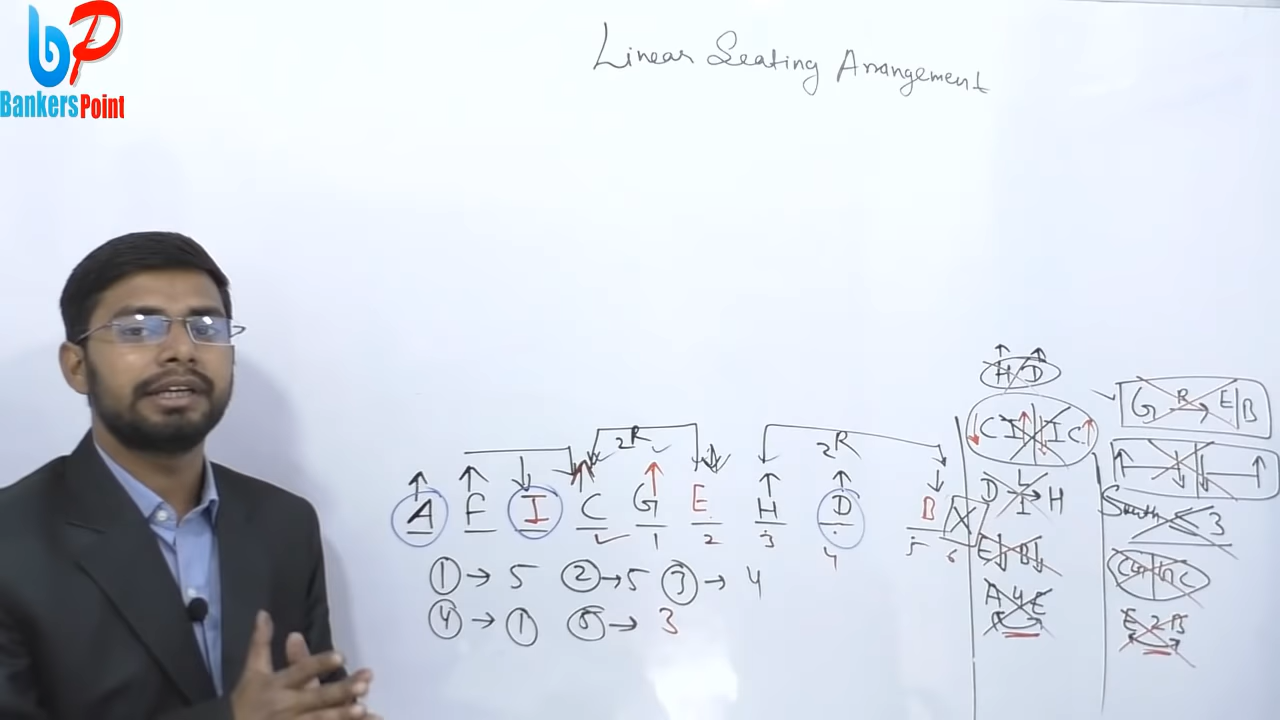 bP
BankersPoint
Linear Seating Arrangement
2R 2R
A F I C G E H D B X
1 2 3 4 5 6
① → 5 ② → 5 ③ → 4
④ → ① ⑤ → 3
H D
C I I C
D L I H
E B
A 4 E
G R E|B
South ≤ 3
E 2 B